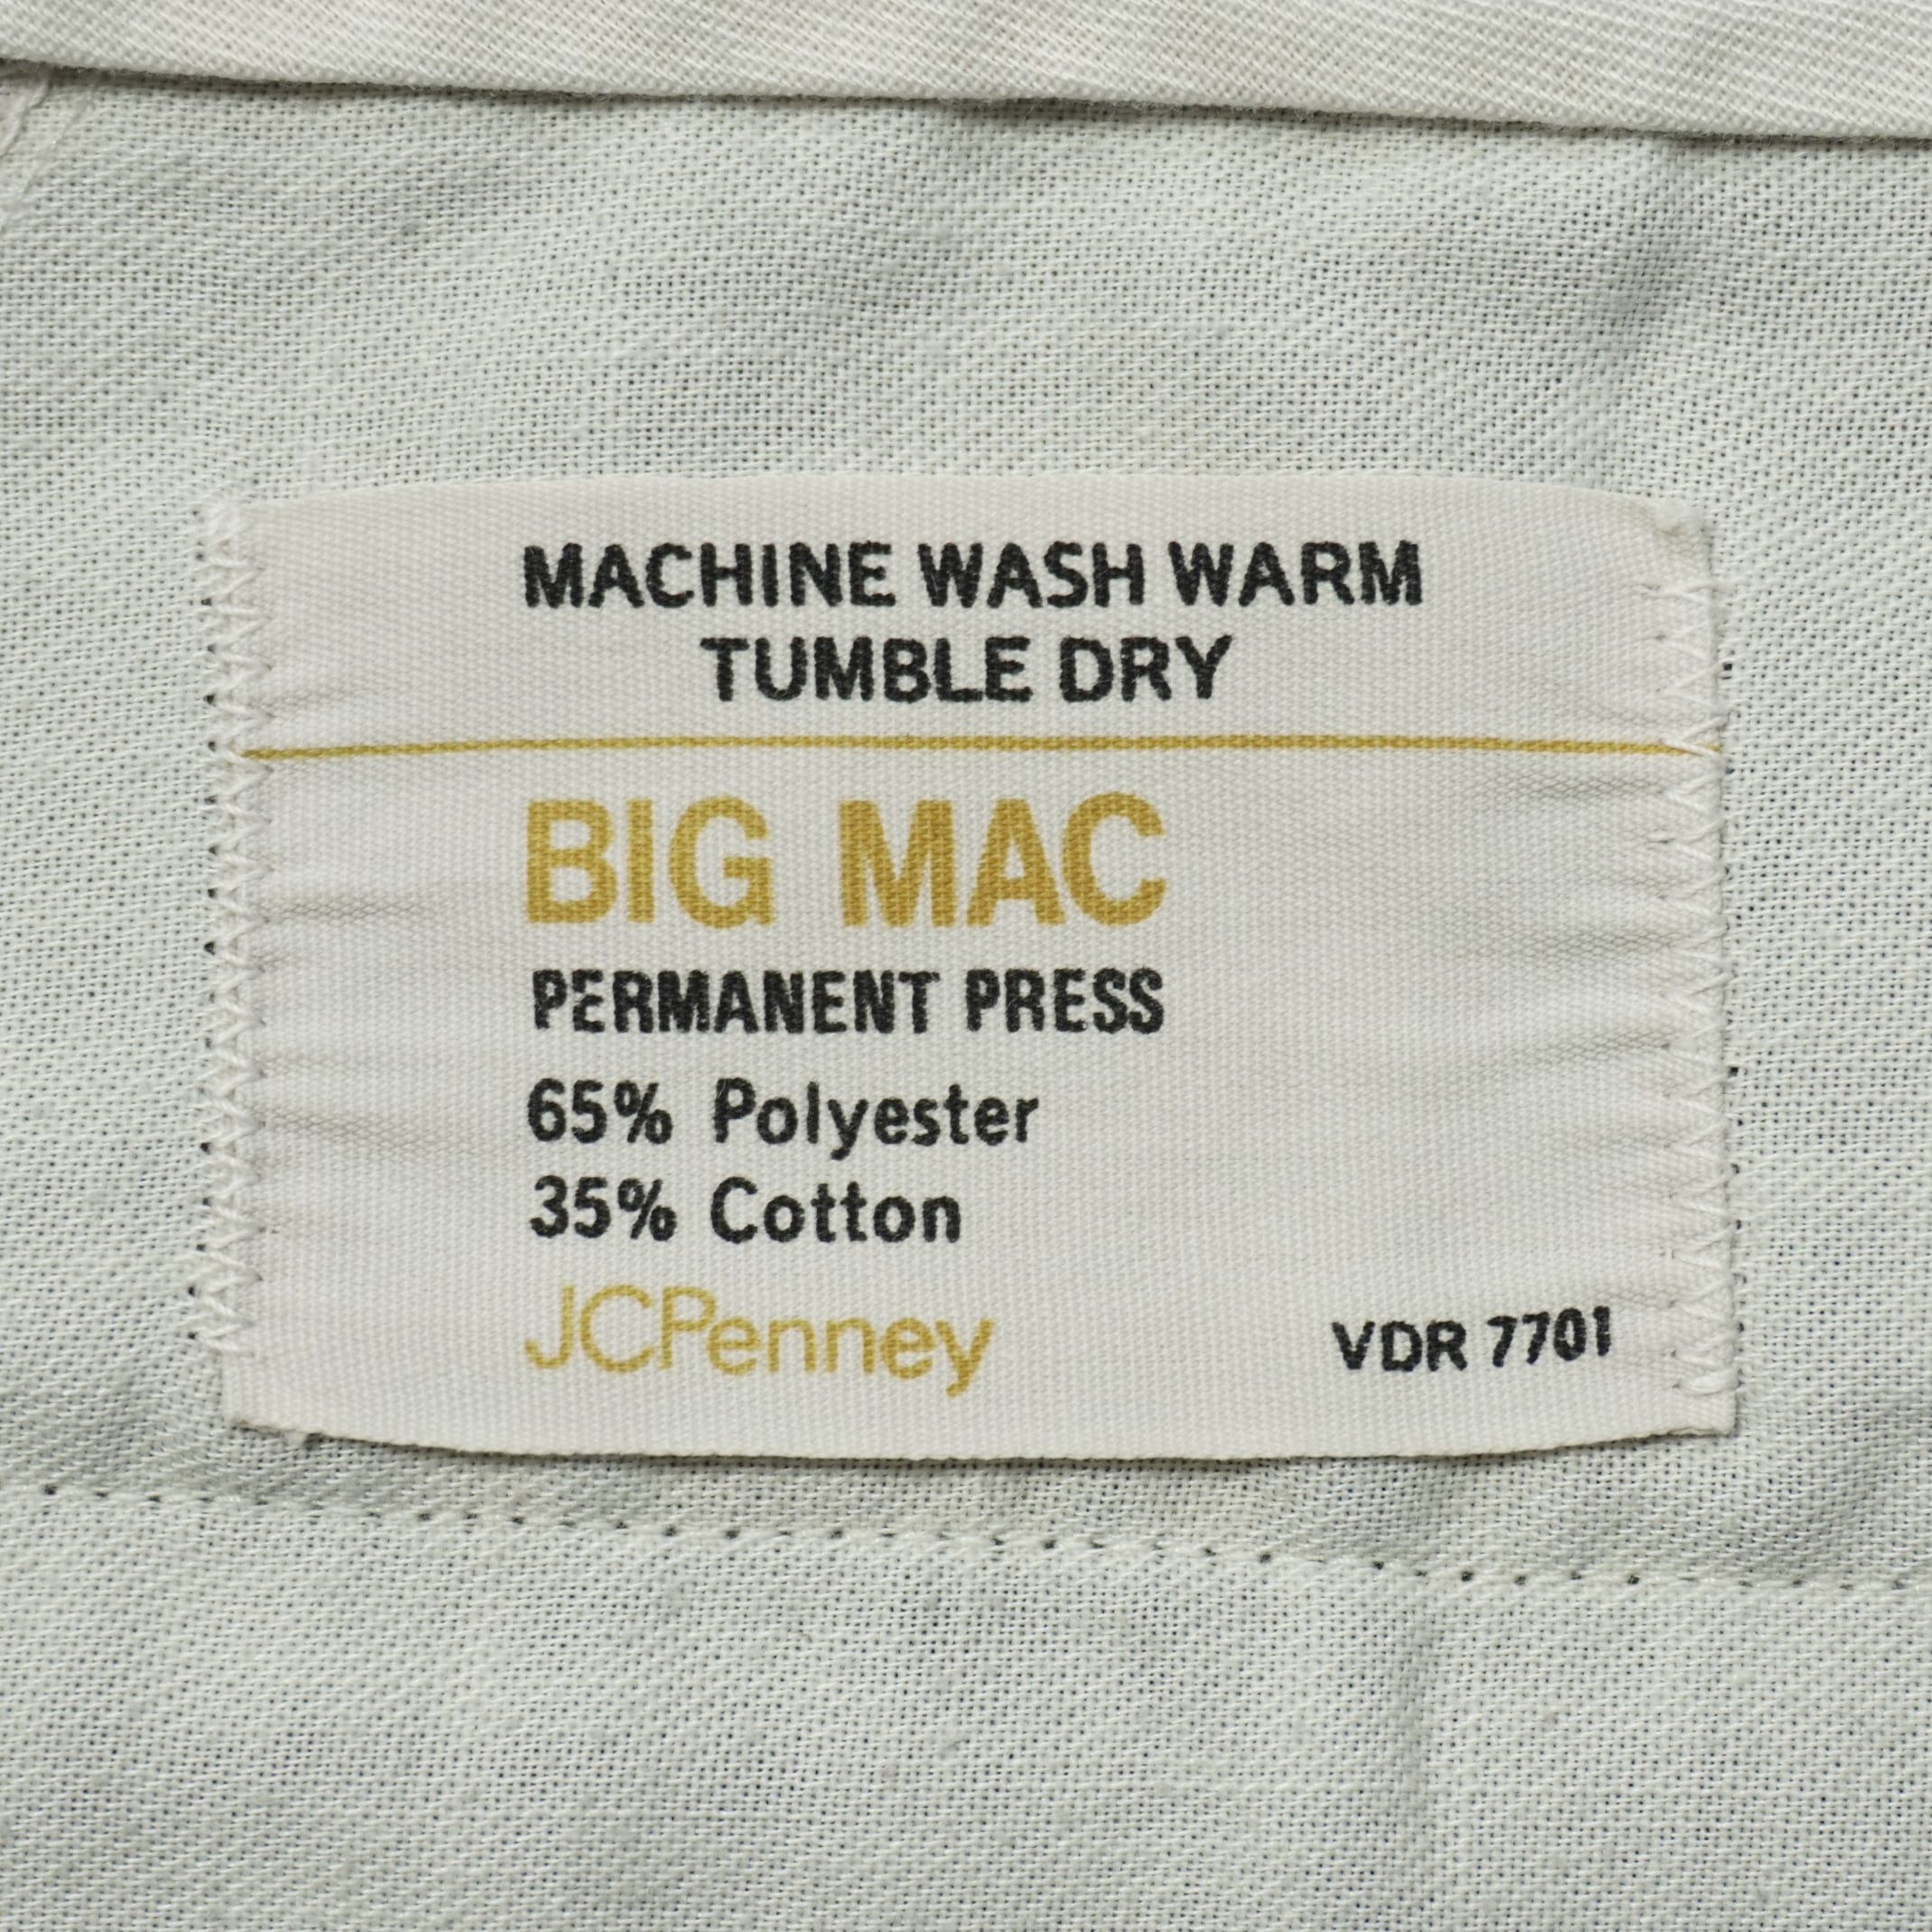 MACHINE WASH WARM
TUMBLE DRY
BIG MAC
PERMANENT PRESS
65% Polyester
35% Cotton
JCPenney VDR 7701